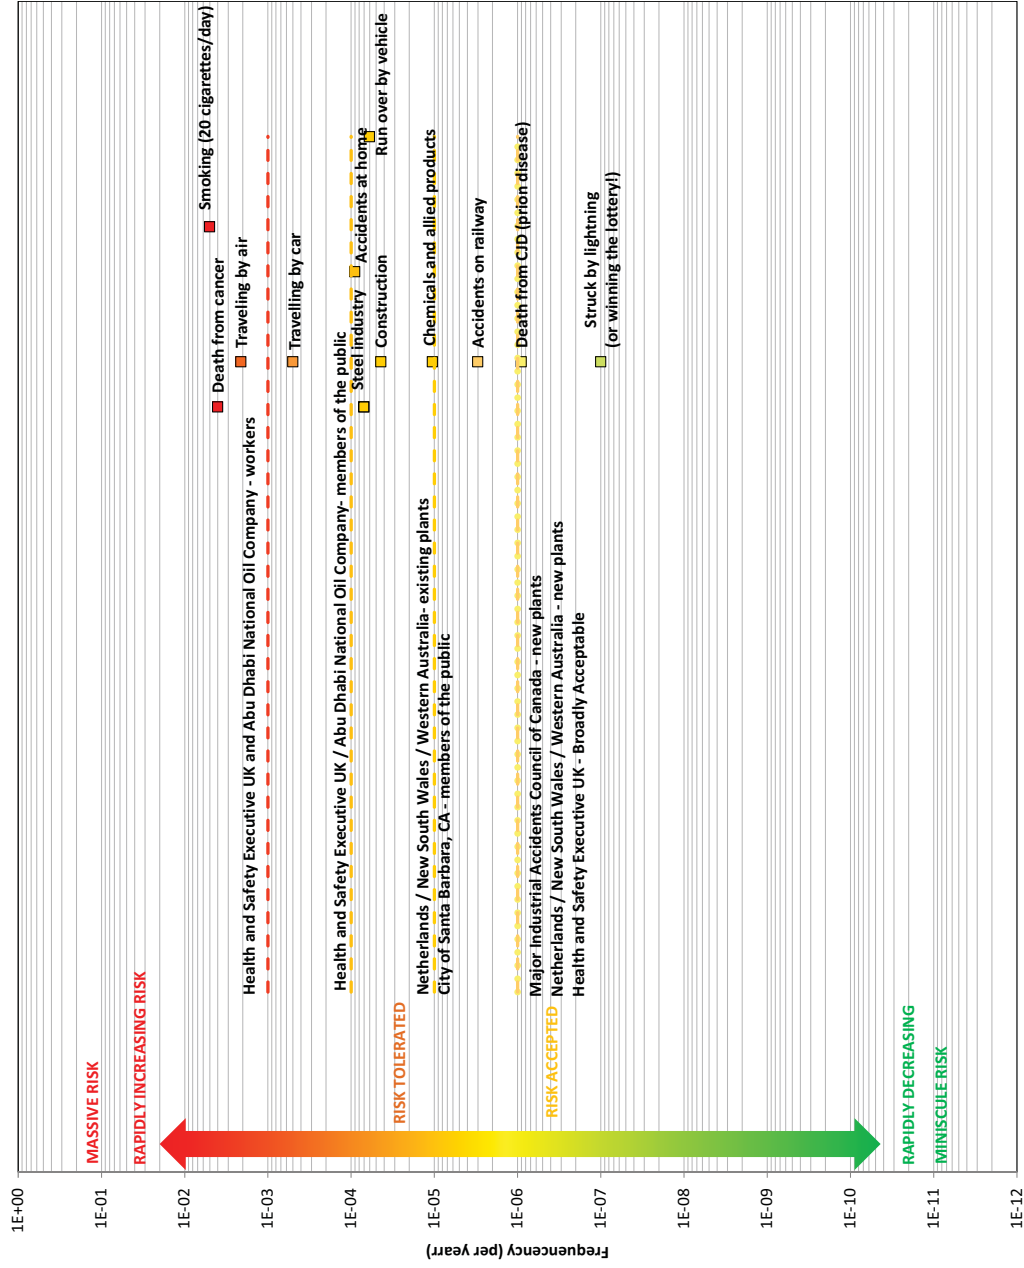 1E+00
1E-01
1E-02
1E-03
1E-04
1E-05
1E-06
1E-07
1E-08
1E-09
1E-10
1E-11
1E-12
Frequencency (per yearr)
MASSIVE RISK
RAPIDLY INCREASING RISK
RISK TOLERATED
RISK ACCEPTED
RAPIDLY DECREASING
MINISCULE RISK
Smoking (20 cigarettes/day)
Death from cancer
Traveling by air
Health and Safety Executive UK and Abu Dhabi National Oil Company - workers
Travelling by car
Health and Safety Executive UK / Abu Dhabi National Oil Company- members of the public
Steel industry
Accidents at home
Run over by vehicle
Construction
Netherlands / New South Wales / Western Australia- existing plants
Chemicals and allied products
City of Santa Barbara, CA - members of the public
Accidents on railway
Death from CJD (prion disease)
Major Industrial Accidents Council of Canada - new plants
Netherlands / New South Wales / Western Australia - new plants
Health and Safety Executive UK - Broadly Acceptable
Struck by lightning
(or winning the lottery!)